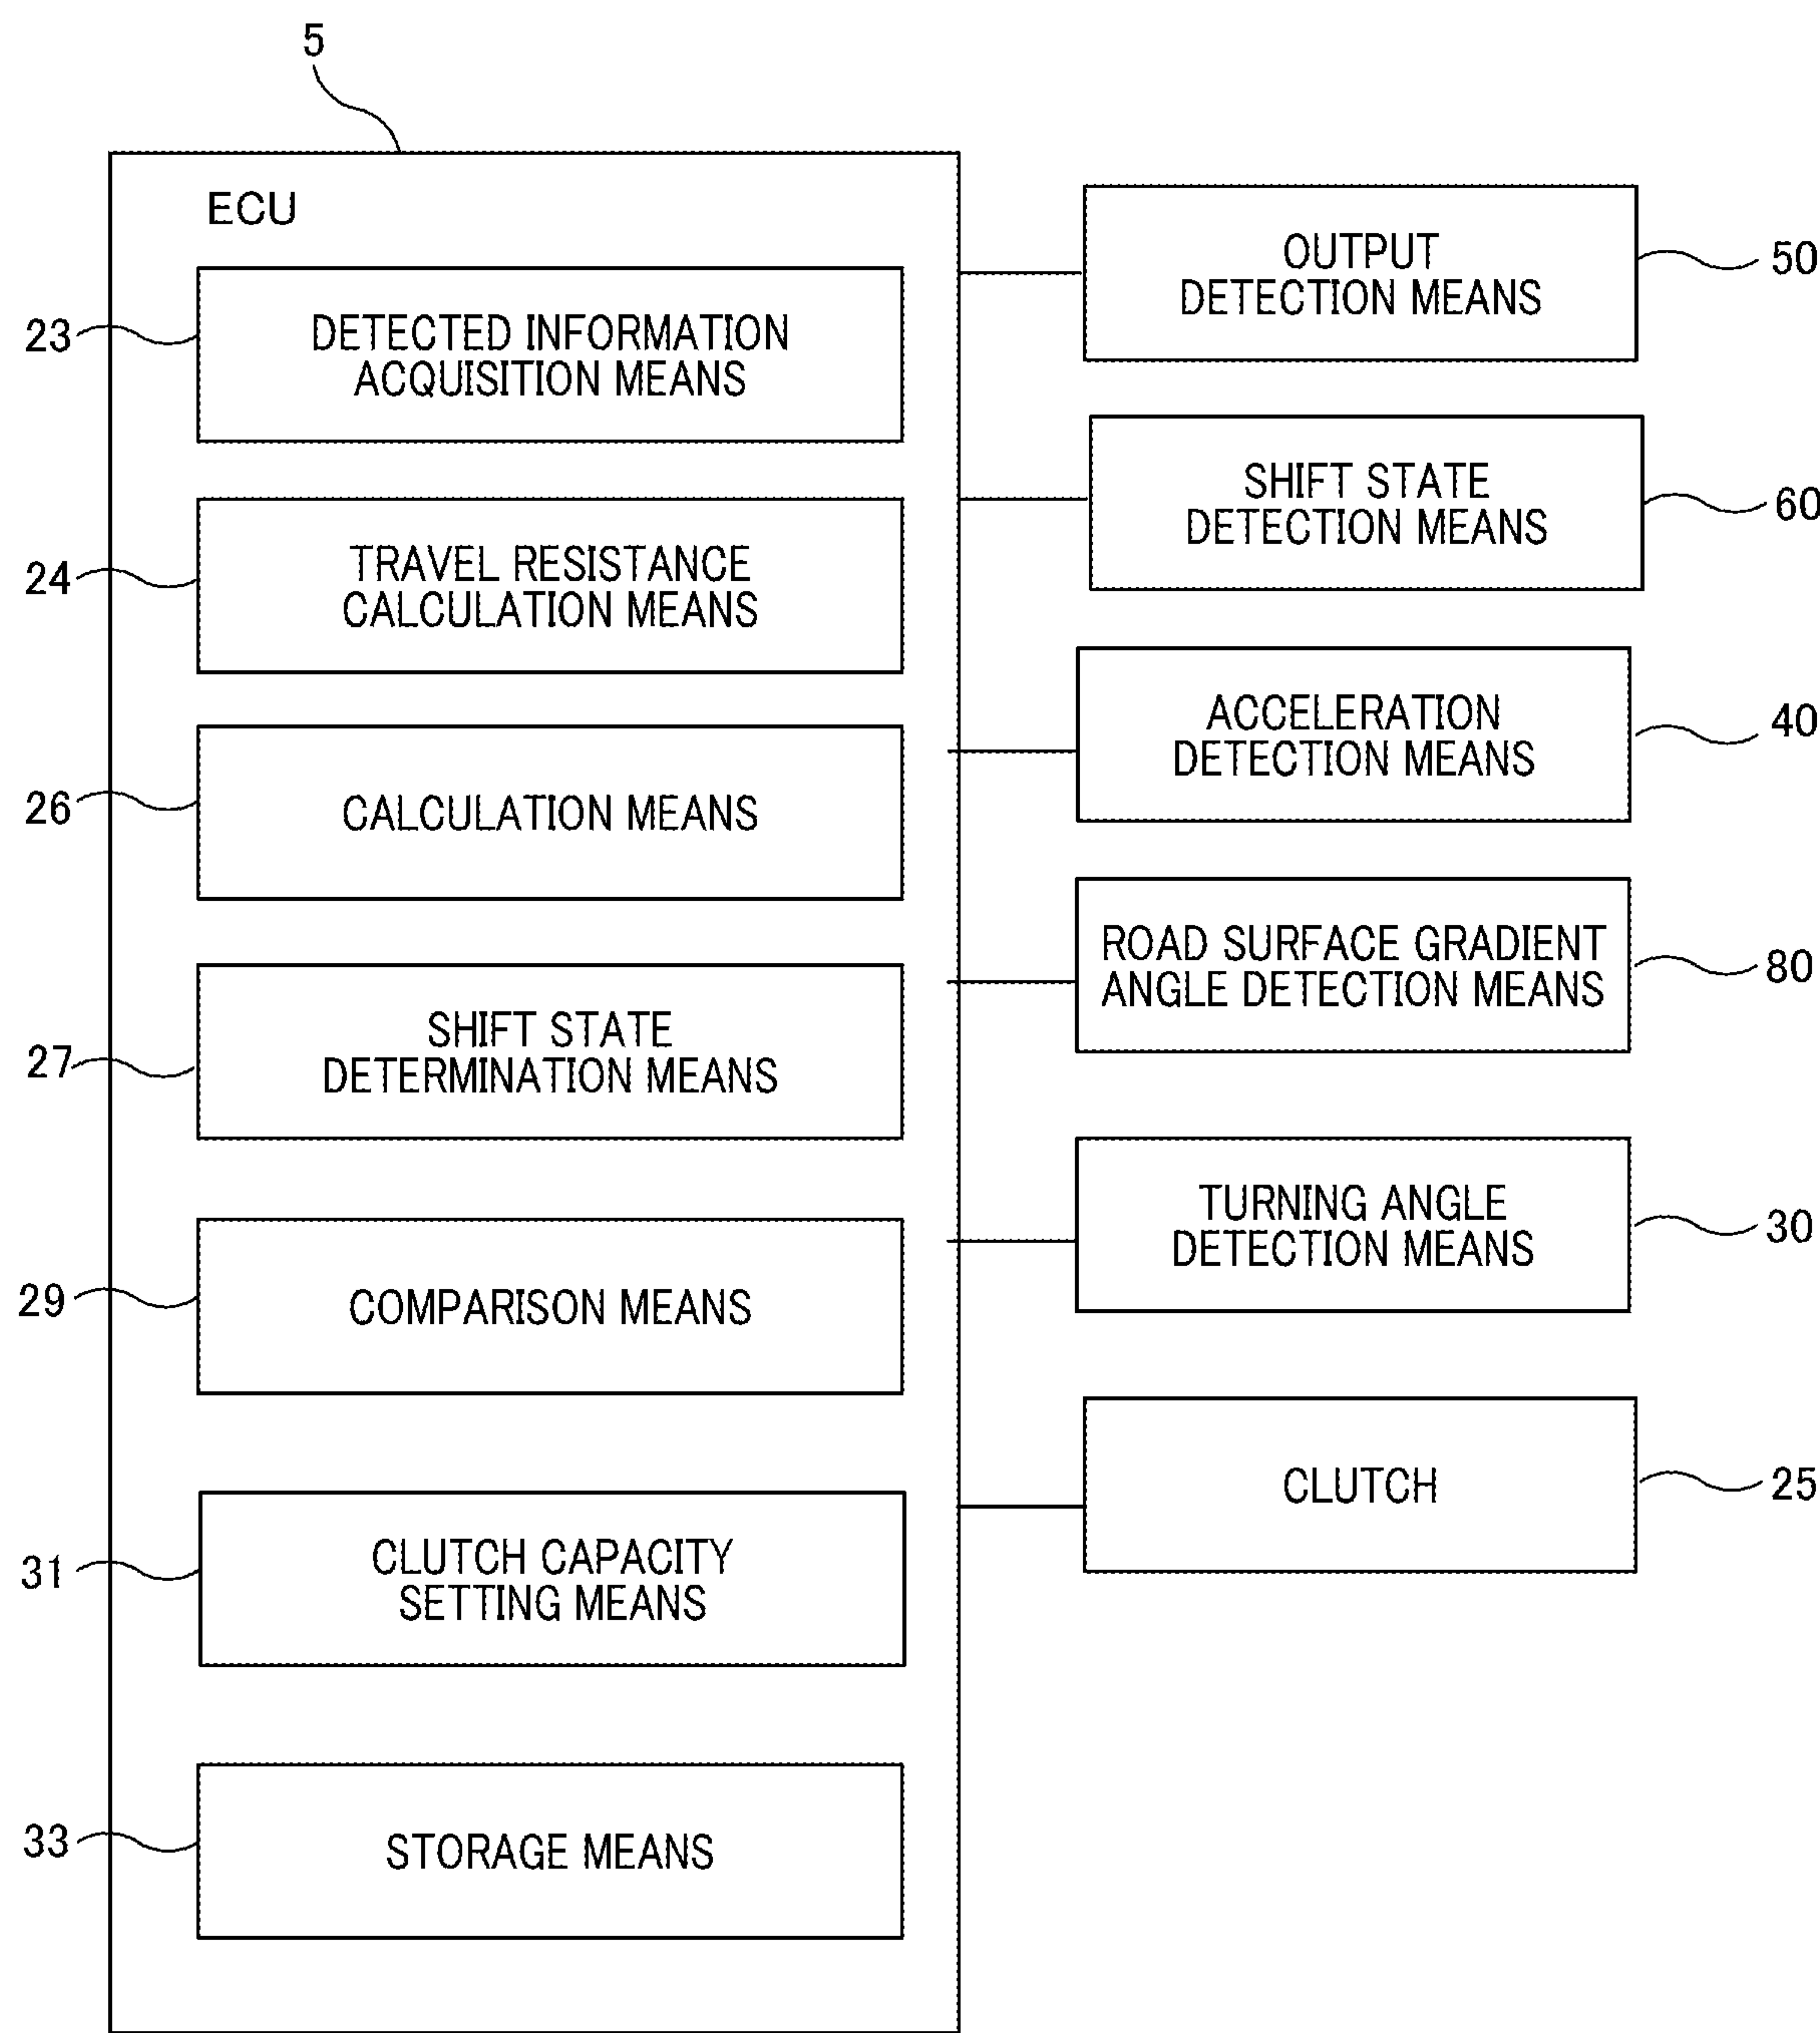 5
ECU
23
DETECTED INFORMATION
ACQUISITION MEANS
24
TRAVEL RESISTANCE
CALCULATION MEANS
26
CALCULATION MEANS
27
SHIFT STATE
DETERMINATION MEANS
29
COMPARISON MEANS
31
CLUTCH CAPACITY
SETTING MEANS
33
STORAGE MEANS
OUTPUT
DETECTION MEANS
50
SHIFT STATE
DETECTION MEANS
60
ACCELERATION
DETECTION MEANS
40
ROAD SURFACE GRADIENT
ANGLE DETECTION MEANS
80
TURNING ANGLE
DETECTION MEANS
30
CLUTCH
25